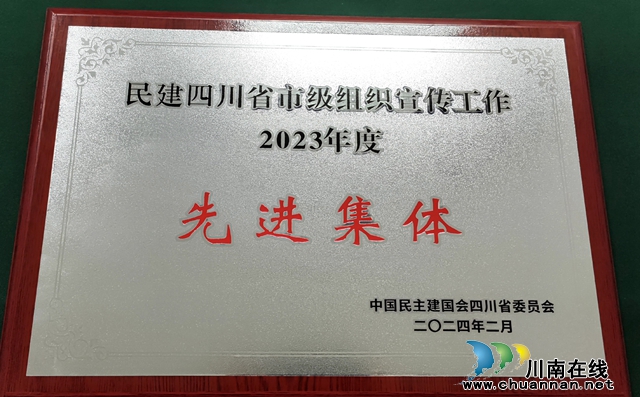 民建四川省市级组织宣传工作
2023年度
先进集体
中国民主建国会四川省委员会
二〇二四年二月
川南在线
www.chuannan.net